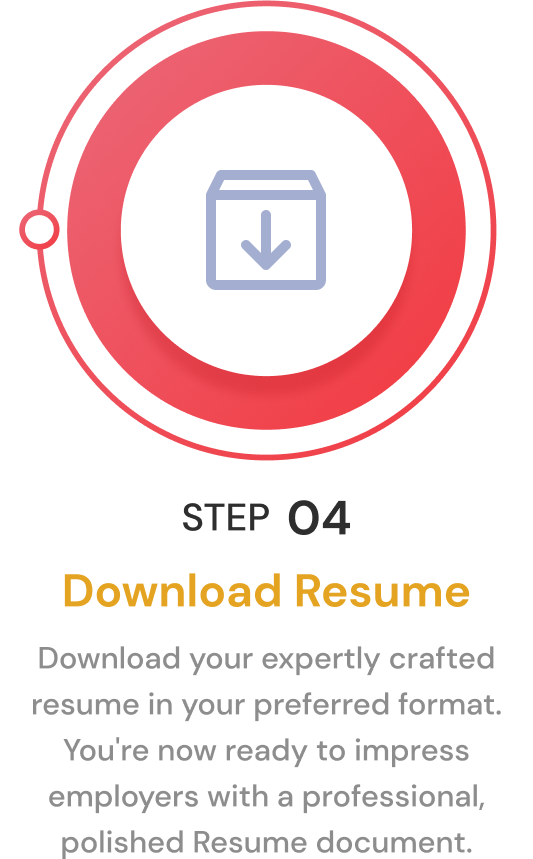 STEP 04
Download Resume
Download your expertly crafted
resume in your preferred format.
You're now ready to impress
employers with a professional,
polished Resume document.